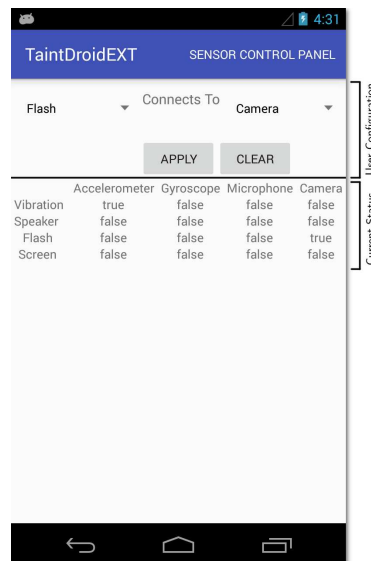 4:31
TaintDroidEXT SENSOR CONTROL PANEL
Flash Connects To Camera
APPLY CLEAR
User Configuration
Accelerometer Gyroscope Microphone Camera
Vibration true false false false
Speaker false false false false
Flash false false false true
Screen false false false false
Current Status